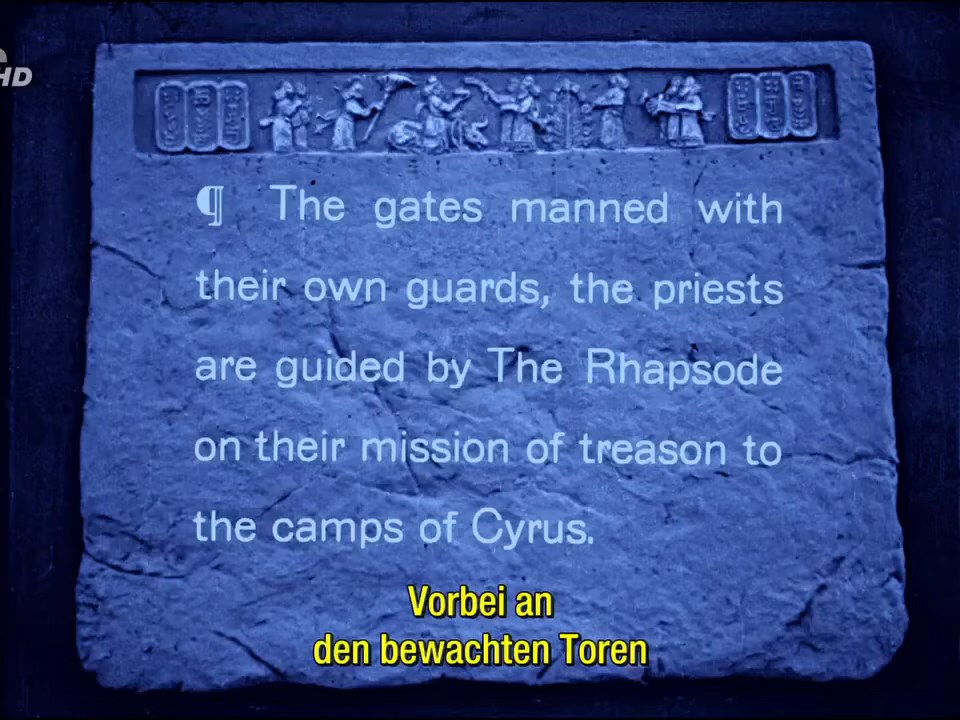 HD
¶ The gates manned with
their own guards, the priests
are guided by The Rhapsode
on their mission of treason to
the camps of Cyrus.
Vorbei an
den bewachten Toren